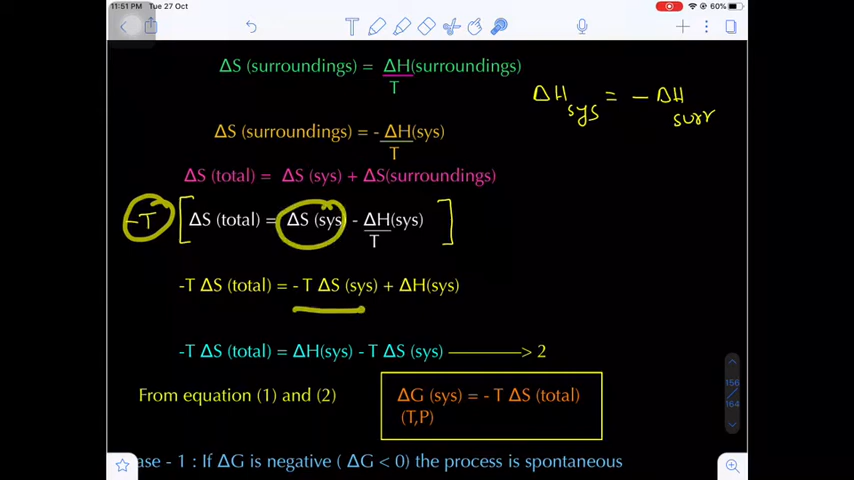 11:51 PM Tue 27 Oct
60%
ΔS (surroundings) = ΔH(surroundings)
T
ΔH sys = - ΔH surr
ΔS (surroundings) = - ΔH(sys)
T
ΔS (total) = ΔS (sys) + ΔS(surroundings)
-T [ ΔS (total) = ΔS (sys) - ΔH(sys) ]
T
-T ΔS (total) = - T ΔS (sys) + ΔH(sys)
-T ΔS (total) = ΔH(sys) - T ΔS (sys) ————> 2
From equation (1) and (2)
ΔG (sys) = - T ΔS (total)
(T,P)
156
164
ase - 1 : If ΔG is negative ( ΔG < 0) the process is spontaneous